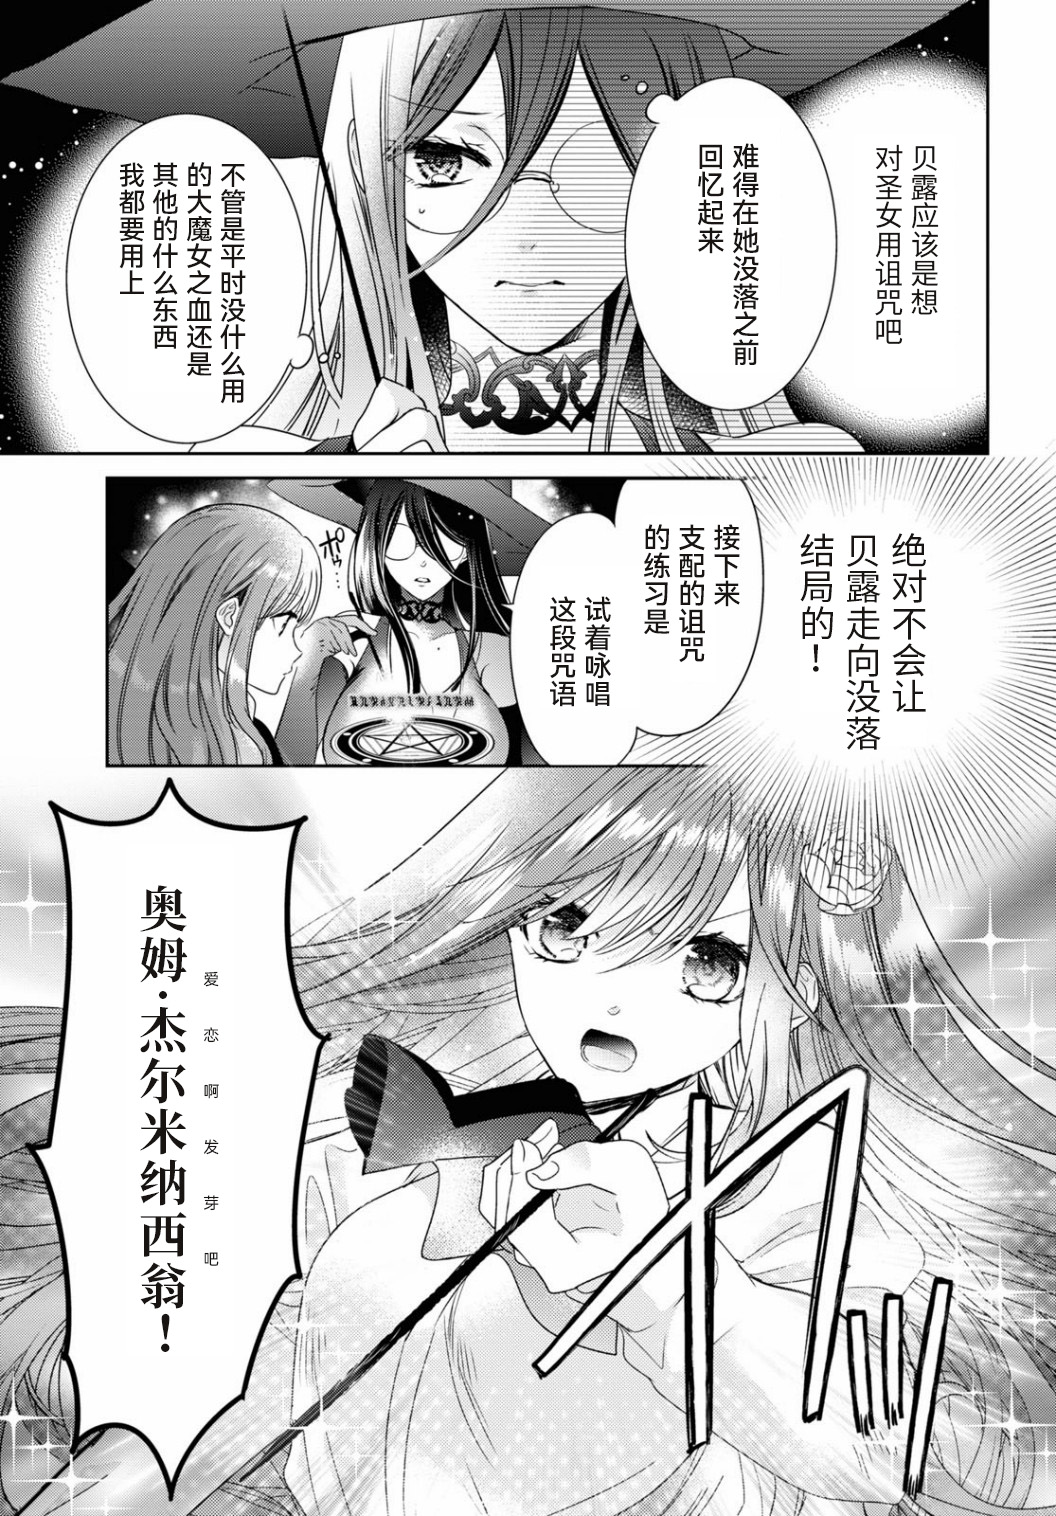 贝露应该是想
对圣女用诅咒吧
难得在她没落之前
回忆起来
不管是平时没什么用
的大魔女之血还是
其他的什么东西
我都要用上
绝对不会让
贝露走向没落
结局的！
接下来
支配的诅咒
的练习是
试着咏唱
这段咒语
ポゥ…
爱恋啊发芽吧
奥姆·杰尔米纳西翁！
バッ!!